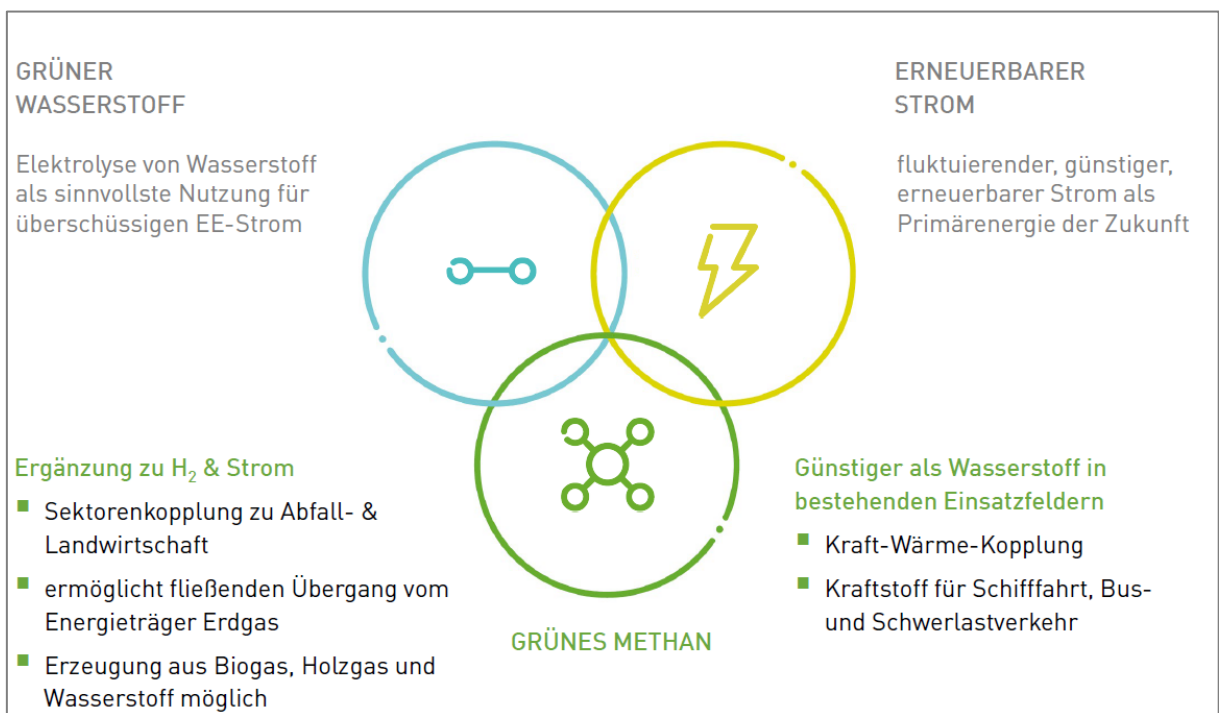 GRÜNER
WASSERSTOFF
Elektrolyse von Wasserstoff
als sinnvollste Nutzung für
überschüssigen EE-Strom
ERNEUERBARER
STROM
fluktuierender, günstiger,
erneuerbarer Strom als
Primärenergie der Zukunft
Ergänzung zu H₂ & Strom
Sektorenkopplung zu Abfall- &
Landwirtschaft
ermöglicht fließenden Übergang vom
Energieträger Erdgas
Erzeugung aus Biogas, Holzgas und
Wasserstoff möglich
GRÜNES METHAN
Günstiger als Wasserstoff in
bestehenden Einsatzfeldern
Kraft-Wärme-Kopplung
Kraftstoff für Schifffahrt, Bus-
und Schwerlastverkehr